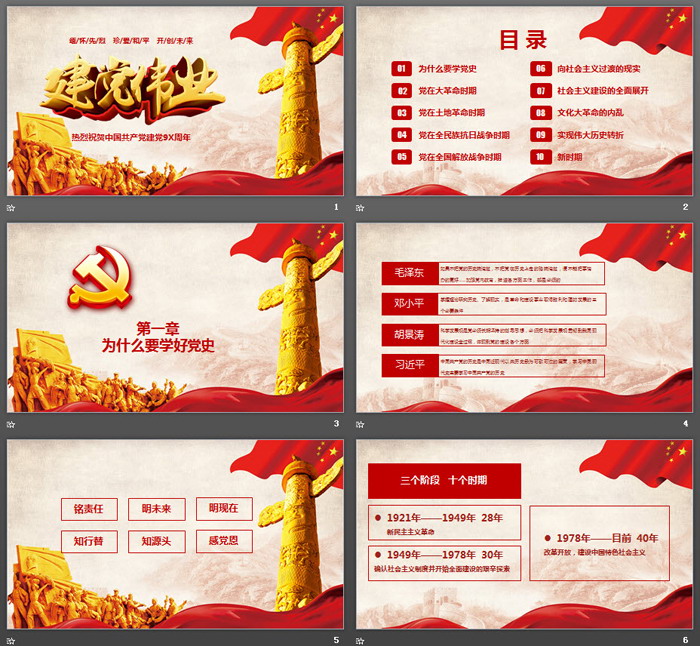 缅怀先烈 珍爱和平 开创未来
建党伟业
热烈祝贺中国共产党建党9X周年
1
目录
01 为什么要学党史
02 党在大革命时期
03 党在土地革命时期
04 党在全民族抗日战争时期
05 党在全国解放战争时期
06 向社会主义过渡的现实
07 社会主义建设的全面展开
08 文化大革命的内乱
09 实现伟大历史转折
10 新时期
2
第一章
为什么要学好党史
3
毛泽东
邓小平
胡景涛
习近平
4
铭责任 明未来 明现在
知行替 知源头 感党恩
5
三个阶段 十个时期
1921年——1949年 28年
新民主主义革命
1949年——1978年 30年
确认社会主义制度并开始全面建设的艰辛探索
1978年——目前 40年
改革开放,建设中国特色社会主义
6